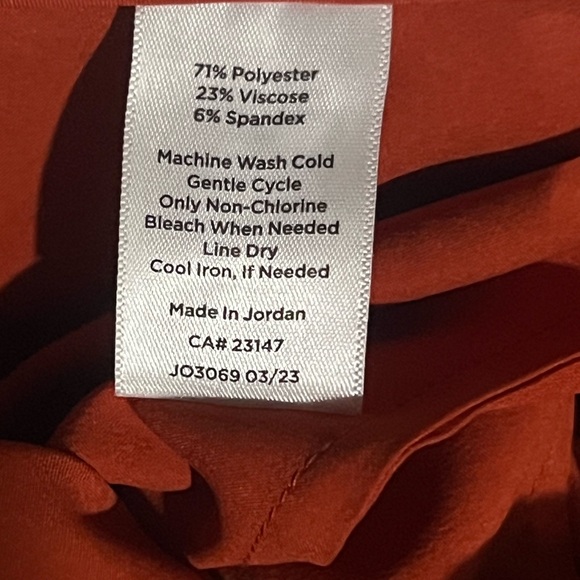 71% Polyester
23% Viscose
6% Spandex
Machine Wash Cold
Gentle Cycle
Only Non-Chlorine
Bleach When Needed
Line Dry
Cool Iron, If Needed
Made In Jordan
CA# 23147
JO3069 03/23